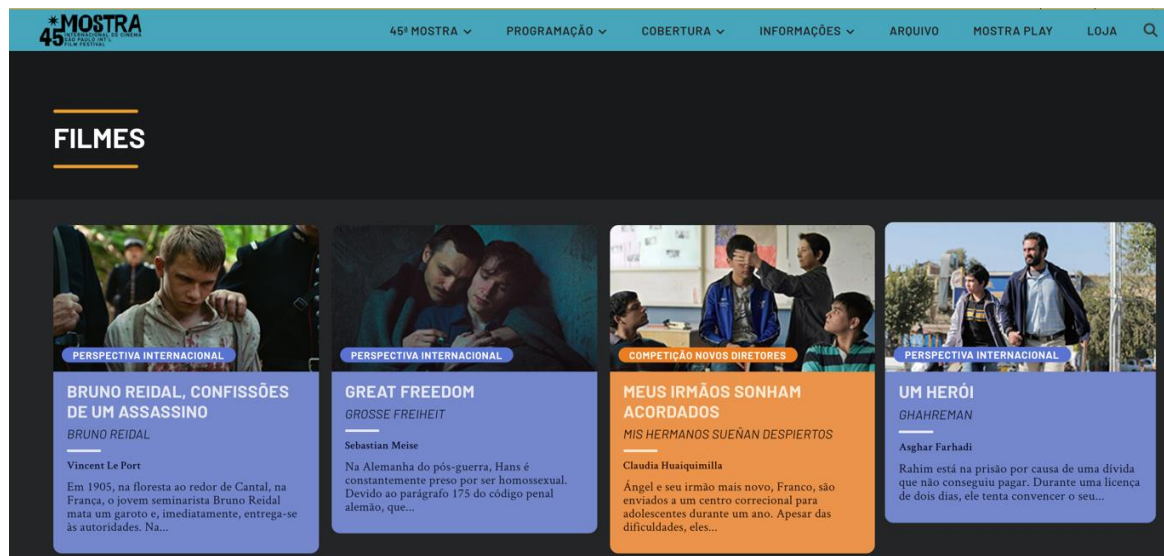 45 MOSTRA
INTERNACIONAL DE CINEMA
SÃO PAULO INT'L
FILM FESTIVAL
45ª MOSTRA
PROGRAMAÇÃO
COBERTURA
INFORMAÇÕES
ARQUIVO
MOSTRA PLAY
LOJA
FILMES
PERSPECTIVA INTERNACIONAL
BRUNO REIDAL, CONFISSÕES
DE UM ASSASSINO
BRUNO REIDAL
Vincent Le Port
Em 1905, na floresta ao redor de Cantal, na
França, o jovem seminarista Bruno Reidal
mata um garoto e, imediatamente, entrega-se
às autoridades. Na...
PERSPECTIVA INTERNACIONAL
GREAT FREEDOM
GROSSE FREIHEIT
Sebastian Meise
Na Alemanha do pós-guerra, Hans é
constantemente preso por ser homossexual.
Devido ao parágrafo 175 do código penal
alemão, que...
COMPETIÇÃO NOVOS DIRETORES
MEUS IRMÃOS SONHAM
ACORDADOS
MIS HERMANOS SUEÑAN DESPIERTOS
Claudia Huaiquimilla
Ángel e seu irmão mais novo, Franco, são
enviados a um centro correcional para
adolescentes durante um ano. Apesar das
dificuldades, eles...
PERSPECTIVA INTERNACIONAL
UM HERÓI
GHAHREMAN
Asghar Farhadi
Rahim está na prisão por causa de uma dívida
que não conseguiu pagar. Durante uma licença
de dois dias, ele tenta convencer o seu...